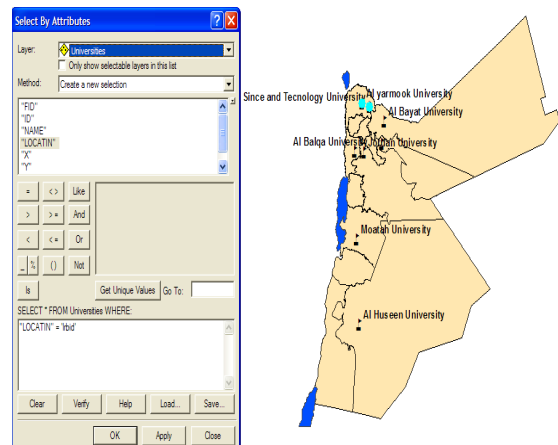 Select By Attributes
Layer: Universities
Only show selectable layers in this list
Method: Create a new selection
"FID"
"ID"
"NAME"
"LOCATIN"
"X"
"Y"
= < > Like
> > = And
< < = Or
_ % ( ) Not
Is Get Unique Values Go To:
SELECT * FROM Universities WHERE:
"LOCATIN" = 'Irbid'
Clear Verify Help Load... Save...
OK Apply Close
Since and Tecnology University Al yarmook University
Al Bayat University
Al Balqa University Jordan University
Moatah University
Al Huseen University